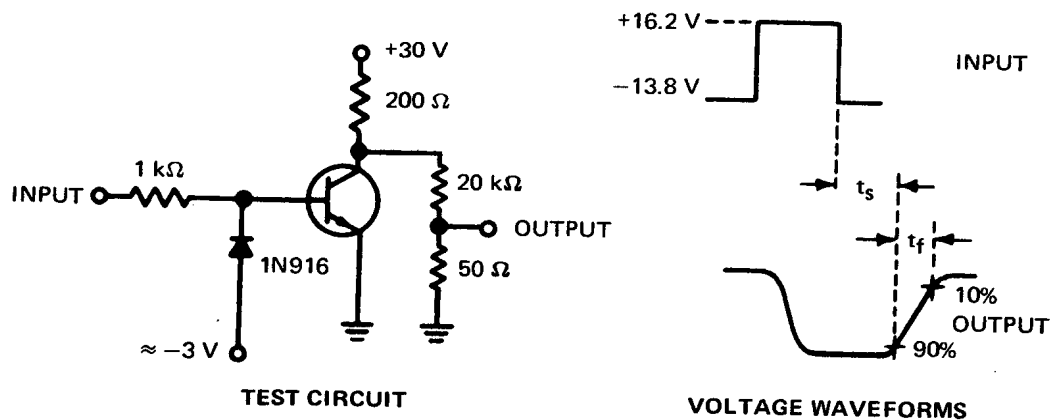 +30 V
200 Ω
1 kΩ
INPUT
20 kΩ
OUTPUT
1N916
50 Ω
≈ −3 V
TEST CIRCUIT
+16.2 V
INPUT
−13.8 V
ts
tf
10%
OUTPUT
90%
VOLTAGE WAVEFORMS